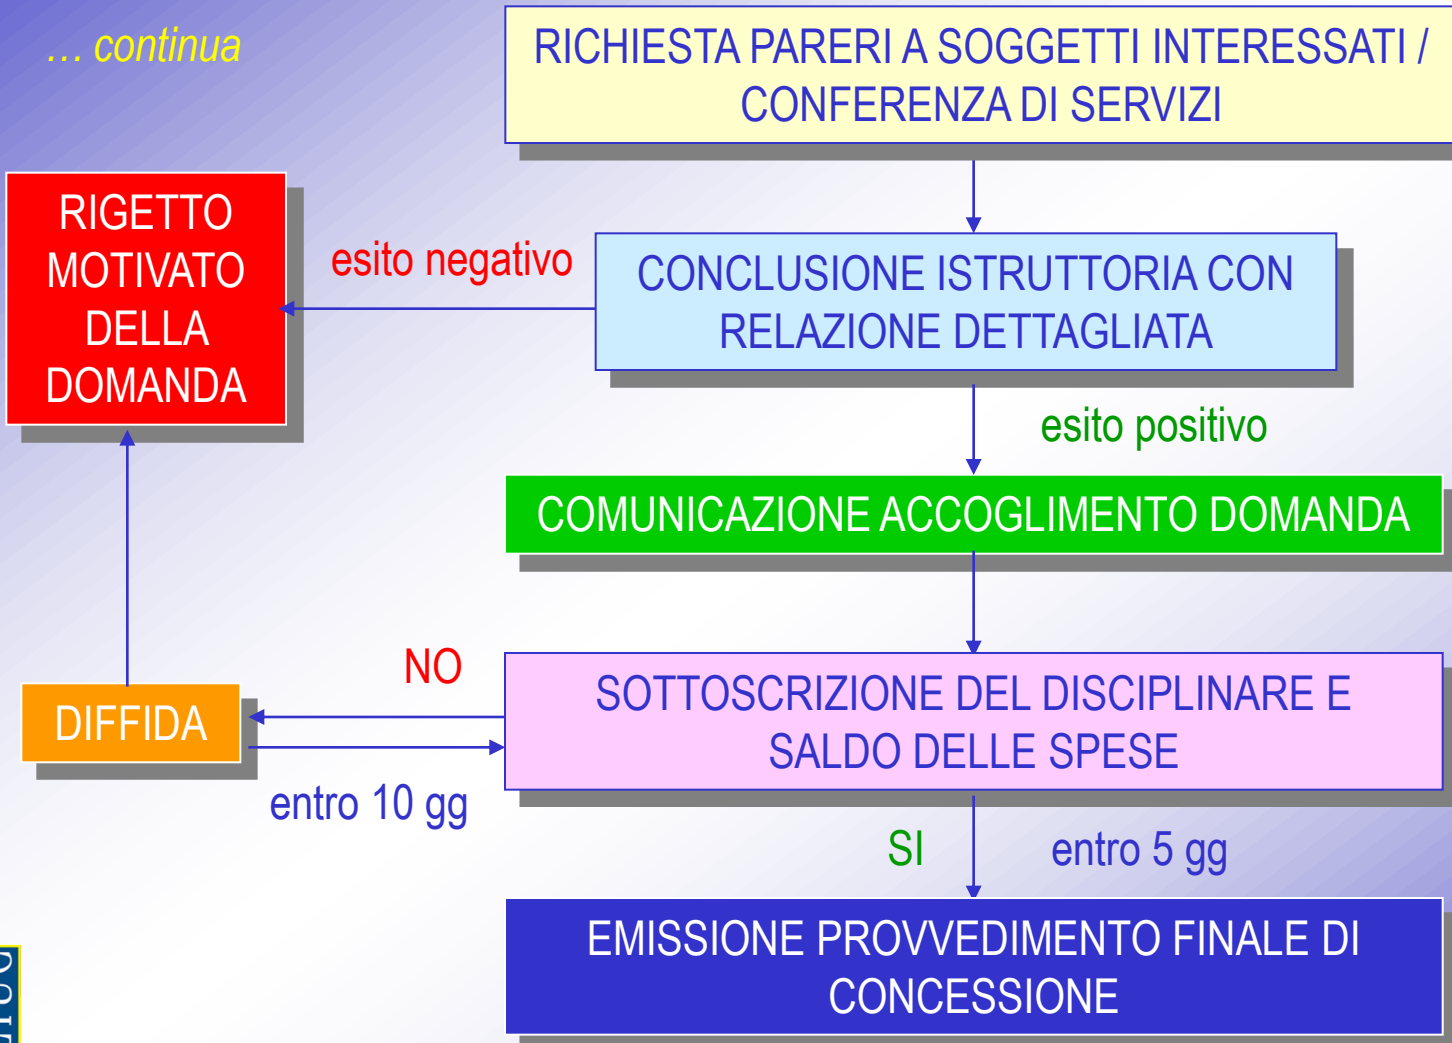 … continua
RICHIESTA PARERI A SOGGETTI INTERESSATI /
CONFERENZA DI SERVIZI
RIGETTO
MOTIVATO
DELLA
DOMANDA
esito negativo
CONCLUSIONE ISTRUTTORIA CON
RELAZIONE DETTAGLIATA
esito positivo
COMUNICAZIONE ACCOGLIMENTO DOMANDA
NO
SOTTOSCRIZIONE DEL DISCIPLINARE E
SALDO DELLE SPESE
DIFFIDA
entro 10 gg
SI
entro 5 gg
EMISSIONE PROVVEDIMENTO FINALE DI
CONCESSIONE